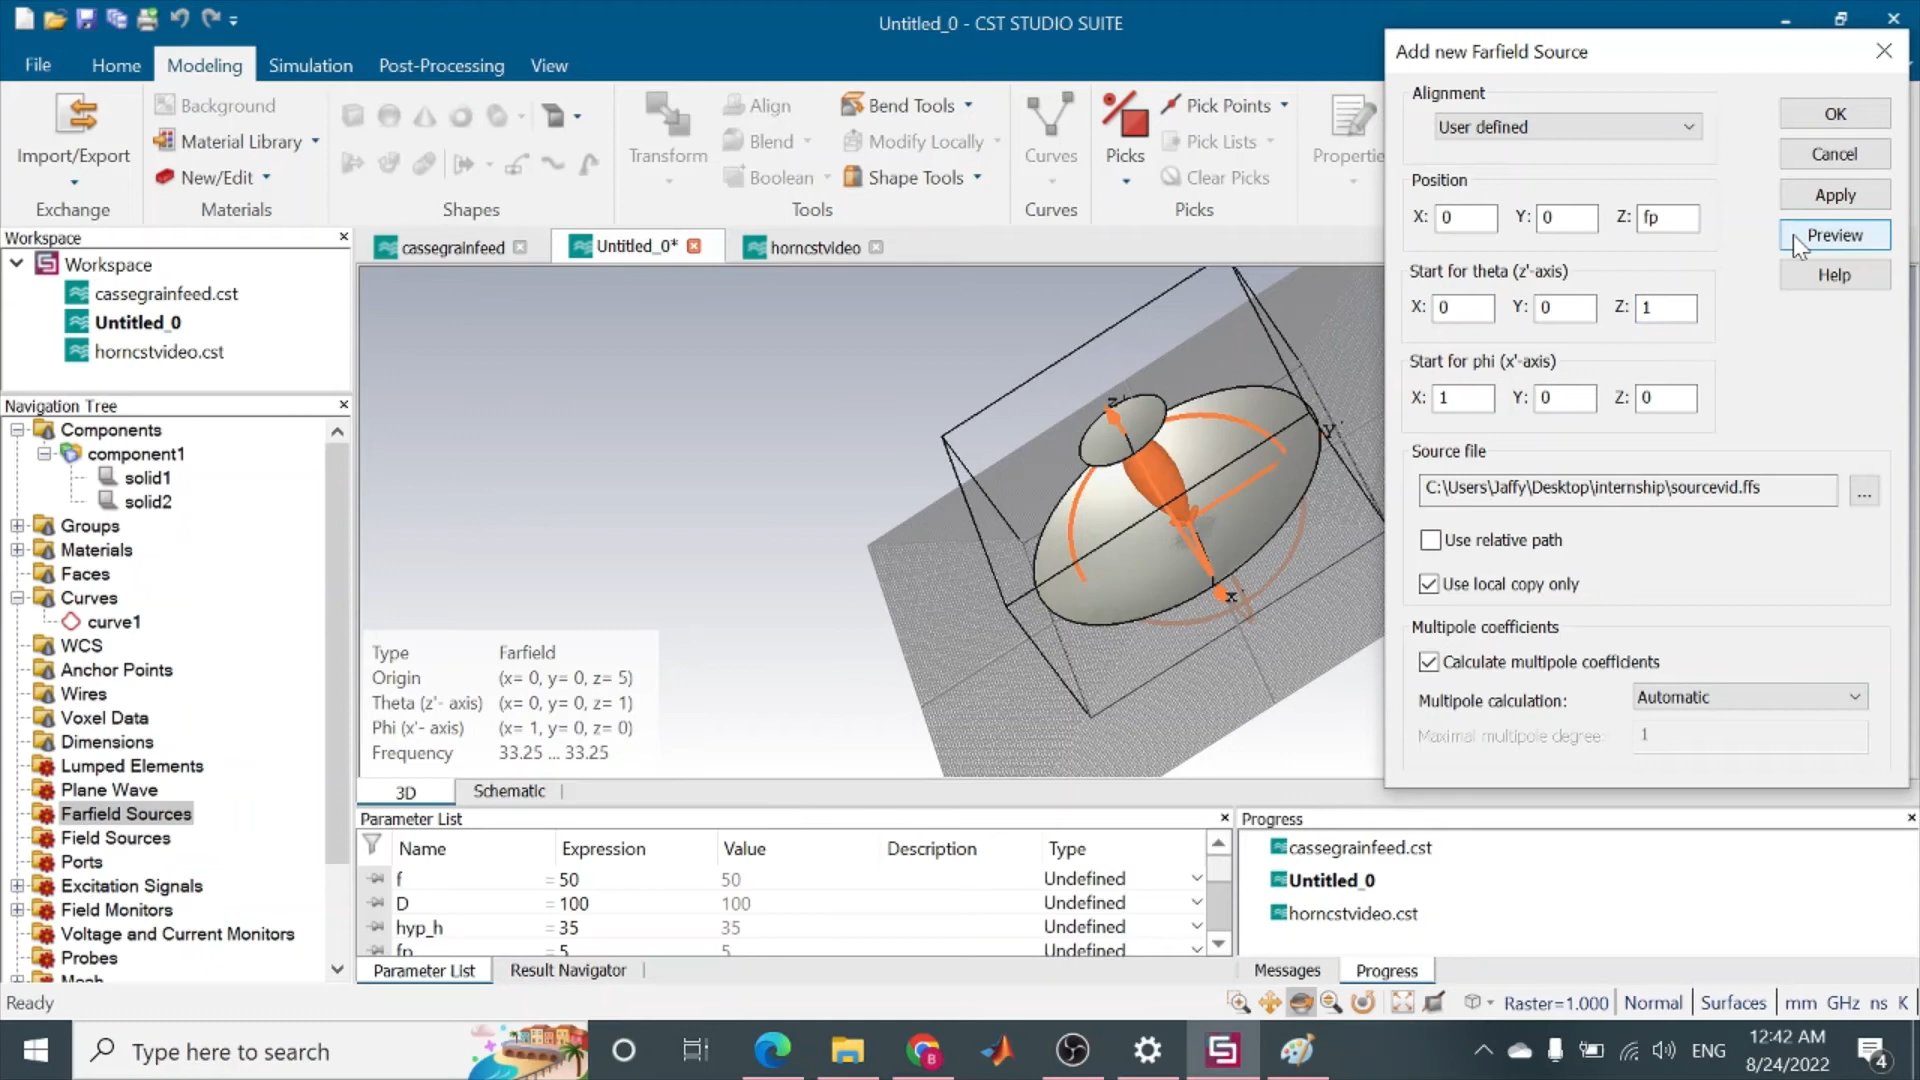 Untitled_0 - CST STUDIO SUITE
File
Home
Modeling
Simulation
Post-Processing
View
Import/Export
Exchange
Background
Material Library
New/Edit
Materials
Shapes
Transform
Align
Blend
Boolean
Bend Tools
Modify Locally
Shape Tools
Tools
Curves
Curves
Picks
Pick Points
Pick Lists
Clear Picks
Picks
Propertie
Workspace
Workspace
cassegrainfeed.cst
Untitled_0
horncstvideo.cst
Navigation Tree
Components
component1
solid1
solid2
Groups
Materials
Faces
Curves
curve1
WCS
Anchor Points
Wires
Voxel Data
Dimensions
Lumped Elements
Plane Wave
Farfield Sources
Field Sources
Ports
Excitation Signals
Field Monitors
Voltage and Current Monitors
Probes
Mesh
cassegrainfeed
Untitled_0*
horncstvideo
z'
y'
x'
Type Farfield
Origin (x= 0, y= 0, z= 5)
Theta (z'- axis) (x= 0, y= 0, z= 1)
Phi (x'- axis) (x= 1, y= 0, z= 0)
Frequency 33.25 ... 33.25
3D
Schematic
Add new Farfield Source
Alignment
User defined
Position
X: 0 Y: 0 Z: fp
Start for theta (z'-axis)
X: 0 Y: 0 Z: 1
Start for phi (x'-axis)
X: 1 Y: 0 Z: 0
Source file
C:\Users\Jaffy\Desktop\internship\sourcevid.ffs
...
Use relative path
Use local copy only
Multipole coefficients
Calculate multipole coefficients
Multipole calculation: Automatic
Maximal multipole degree: 1
OK
Cancel
Apply
Preview
Help
Parameter List
Name Expression Value Description Type
f = 50 50 Undefined
D = 100 100 Undefined
hyp_h = 35 35 Undefined
fp = 5 5 Undefined
Parameter List
Result Navigator
Progress
cassegrainfeed.cst
Untitled_0
horncstvideo.cst
Messages
Progress
Ready
Raster=1.000 Normal Surfaces mm GHz ns K
Type here to search
ENG
12:42 AM
8/24/2022
4